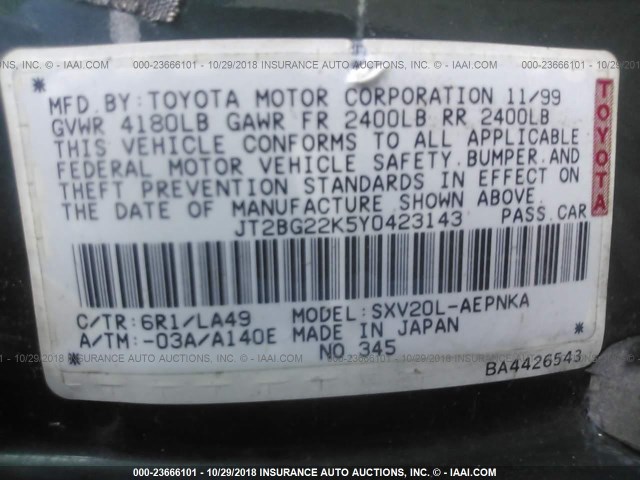 000-23666101 - 10/29/2018 INSURANCE AUTO AUCTIONS, INC. © - IAAI.COM
MFD. BY: TOYOTA MOTOR CORPORATION 11/99
GVWR 4180LB GAWR FR 2400LB RR 2400LB
THIS VEHICLE CONFORMS TO ALL APPLICABLE
FEDERAL MOTOR VEHICLE SAFETY, BUMPER, AND
THEFT PREVENTION STANDARDS IN EFFECT ON
THE DATE OF MANUFACTURE SHOWN ABOVE.
JT2BG22K5Y0423143 PASS. CAR
TOYOTA
C/TR: 6R1/LA49 MODEL: SXV20L-AEPNKA
A/TM: -03A/A140E MADE IN JAPAN
NO 345
BA4426543
000-23666101 - 10/29/2018 INSURANCE AUTO AUCTIONS, INC. © - IAAI.COM